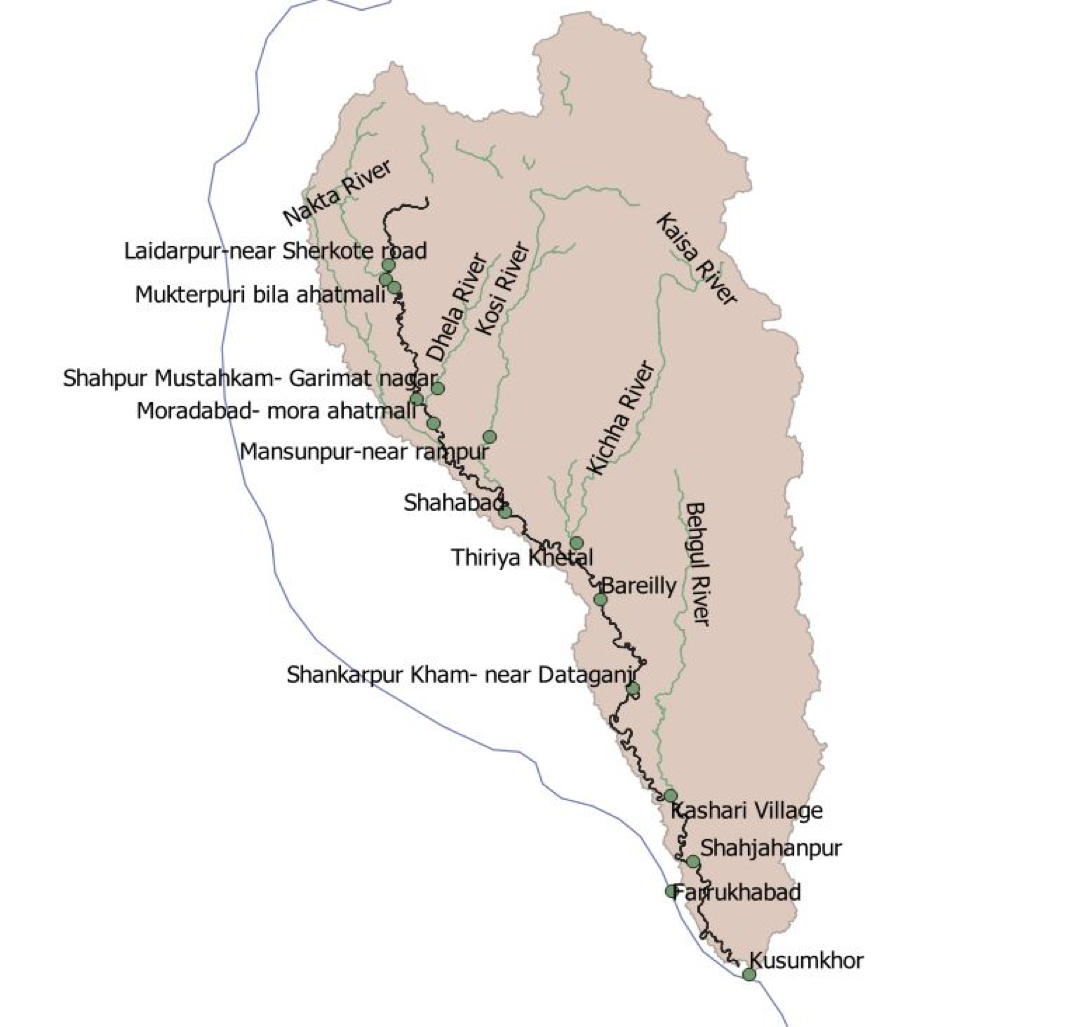 Nakta River
Kaisa River
Laidarpur-near Sherkote road
Mukterpuri bila ahatmali
Dhela River
Kosi River
Shahpur Mustahkam- Garimat nagar
Moradabad- mora ahatmali
Kichha River
Mansunpur-near rampur
Shahabad
Behgul River
Thiriya Khetal
Bareilly
Shankarpur Kham- near Dataganj
Kashari Village
Shahjahanpur
Farrukhabad
Kusumkhor